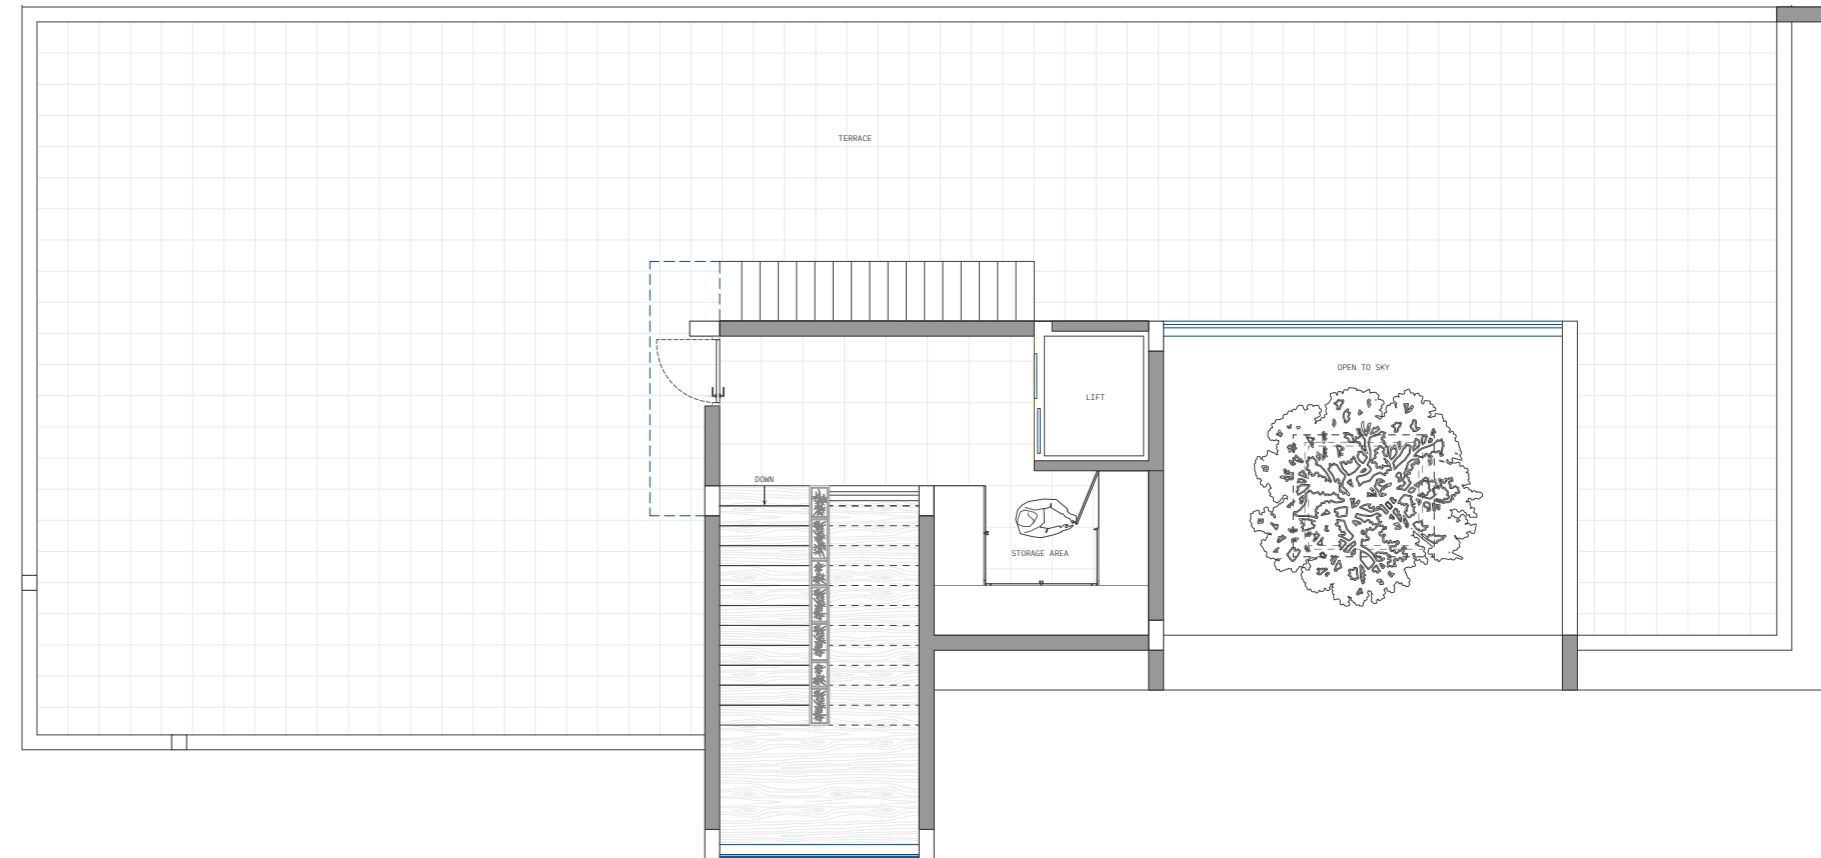 TERRACE
OPEN TO SKY
LIFT
DOWN
STORAGE AREA